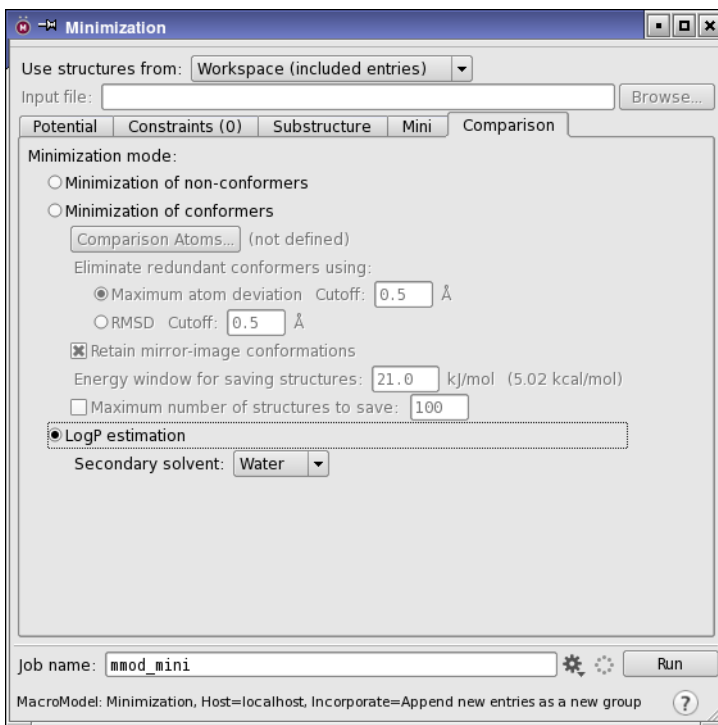 Minimization
Use structures from: Workspace (included entries)
Input file: Browse...
Potential Constraints (0) Substructure Mini Comparison
Minimization mode:
Minimization of non-conformers
Minimization of conformers
Comparison Atoms... (not defined)
Eliminate redundant conformers using:
Maximum atom deviation Cutoff: 0.5 Å
RMSD Cutoff: 0.5 Å
Retain mirror-image conformations
Energy window for saving structures: 21.0 kJ/mol (5.02 kcal/mol)
Maximum number of structures to save: 100
LogP estimation
Secondary solvent: Water
Job name: mmod_mini Run
MacroModel: Minimization, Host=localhost, Incorporate=Append new entries as a new group ?